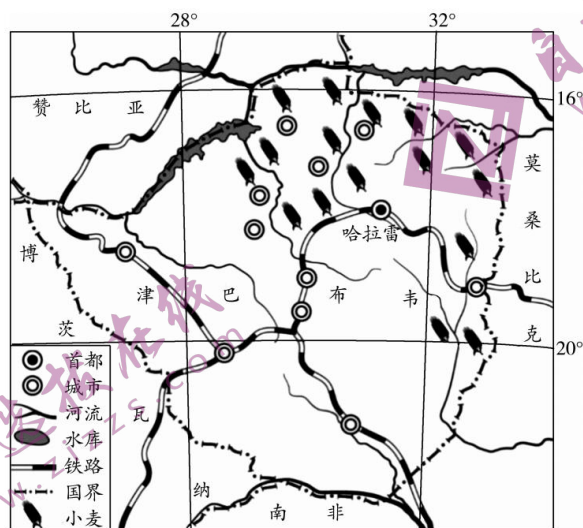 28° 32°
16°
赞比亚
莫桑比克
哈拉雷
博茨瓦纳
津巴布韦
20°
首都
城市
河流
水库
铁路
国界
小麦
南非